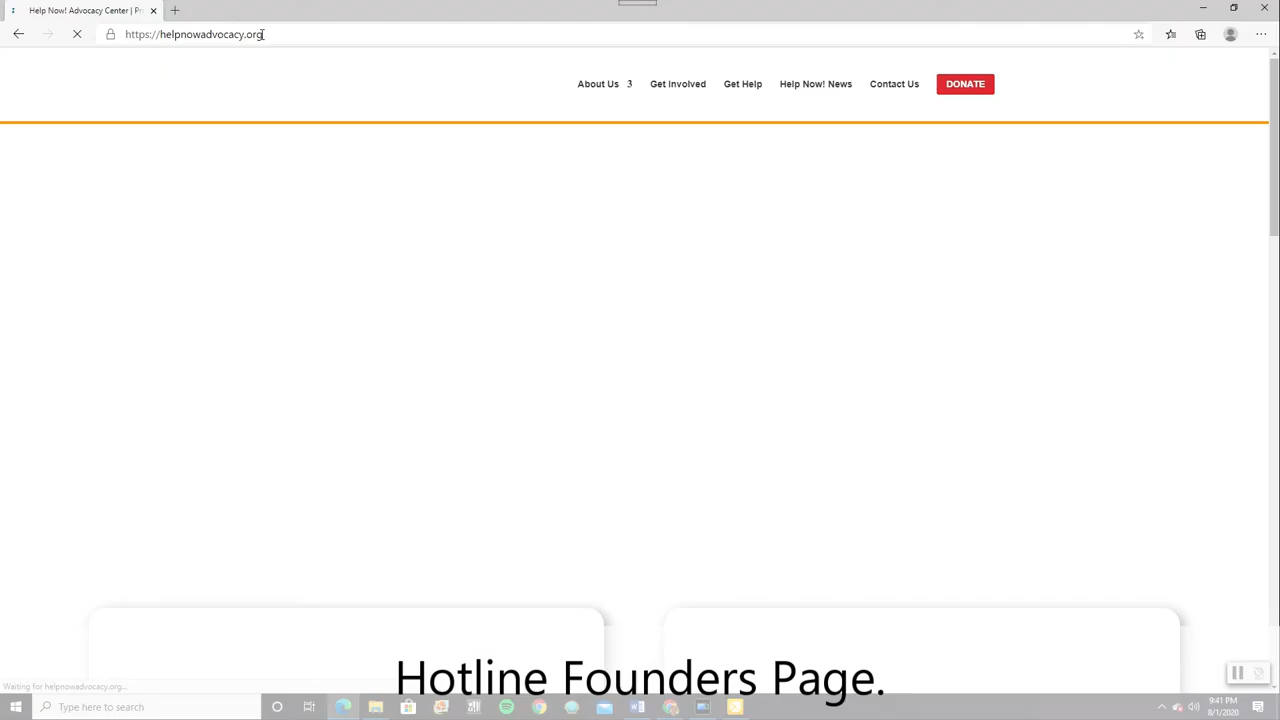 Help Now! Advocacy Center | Pr
https://helpnowadvocacy.org
About Us 3 Get Involved Get Help Help Now! News Contact Us DONATE
Hotline Founders Page.
Waiting for helpnowadvocacy.org...
Type here to search
9:41 PM
8/1/2020